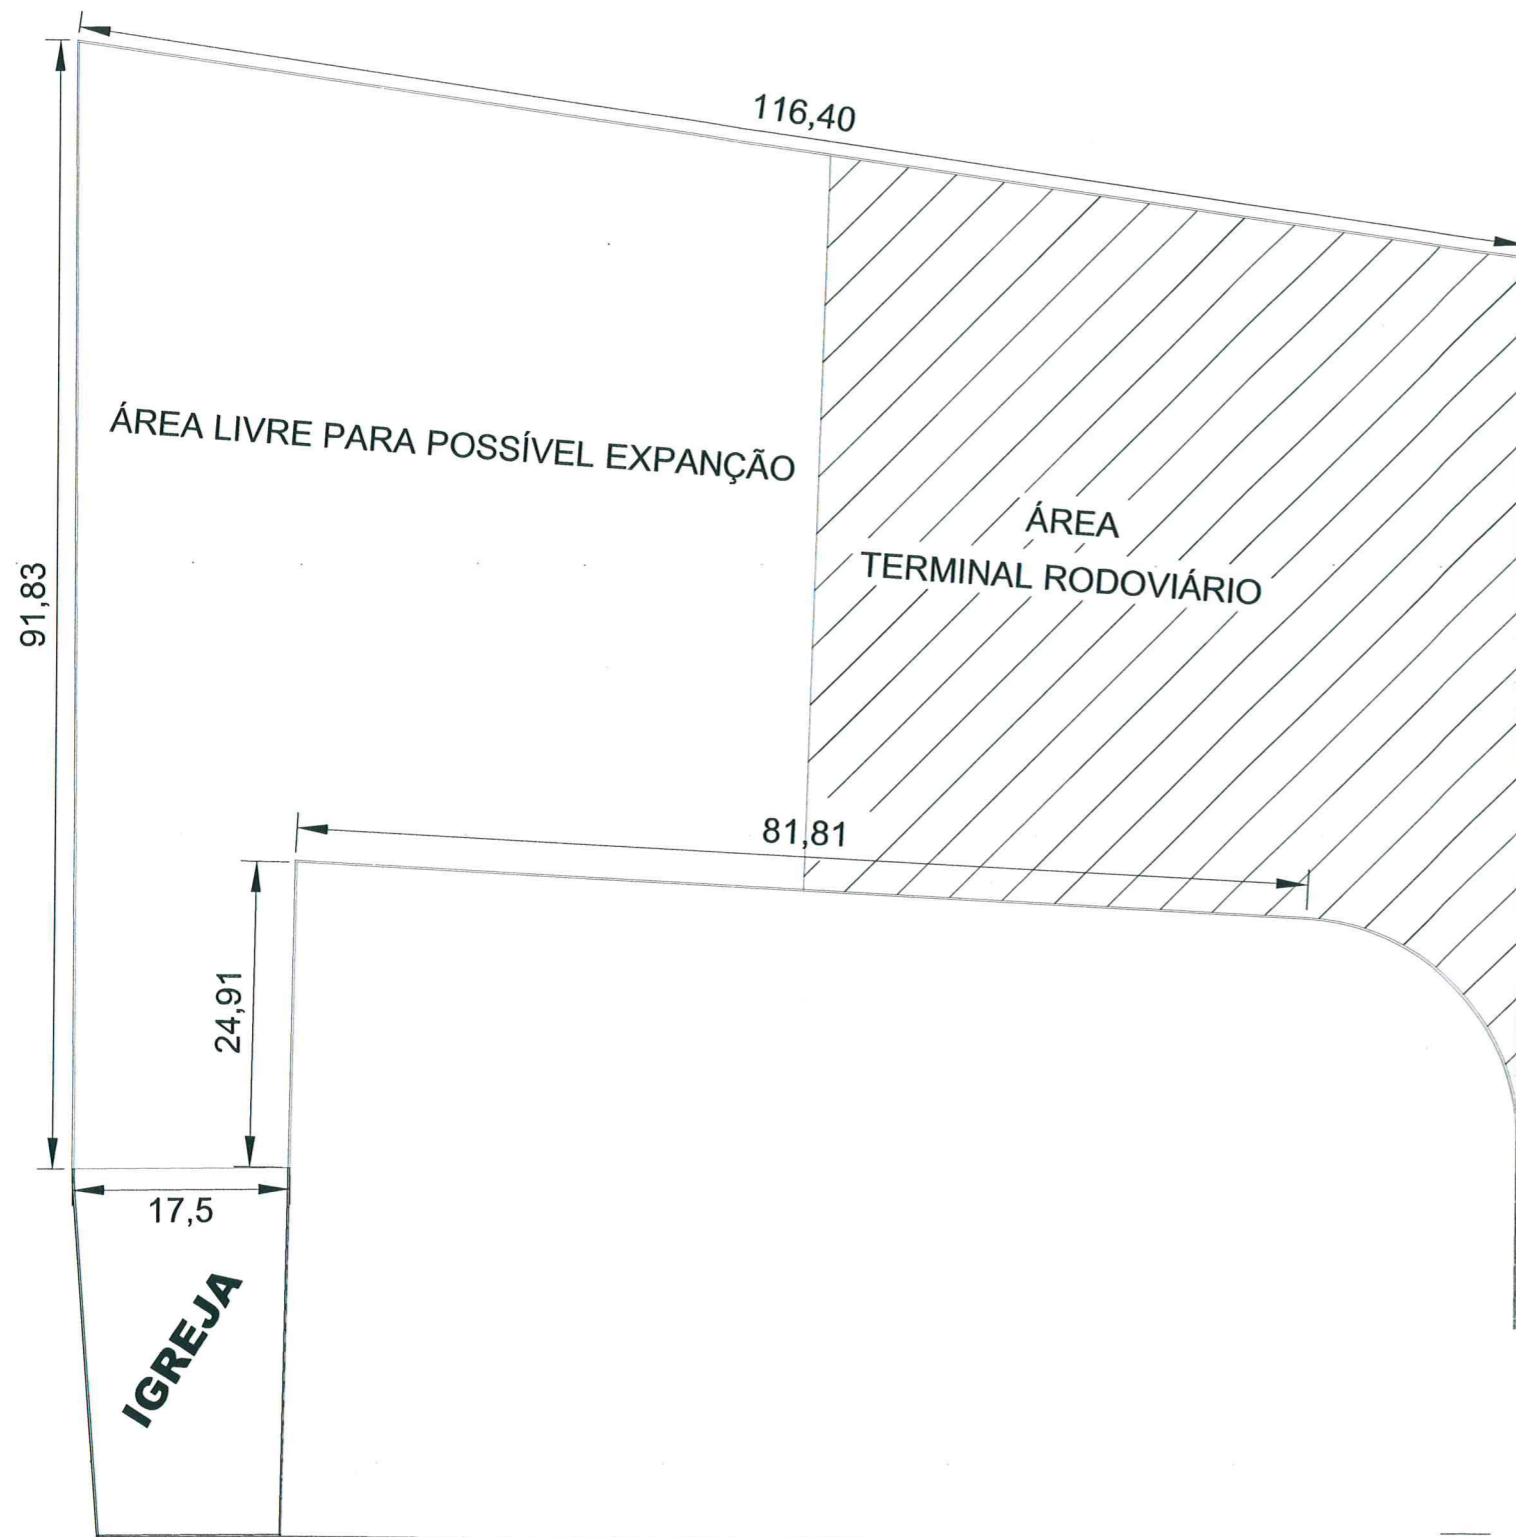 116,40
ÁREA LIVRE PARA POSSÍVEL EXPANÇÃO
ÁREA
TERMINAL RODOVIÁRIO
91,83
81,81
24,91
17,5
IGREJA